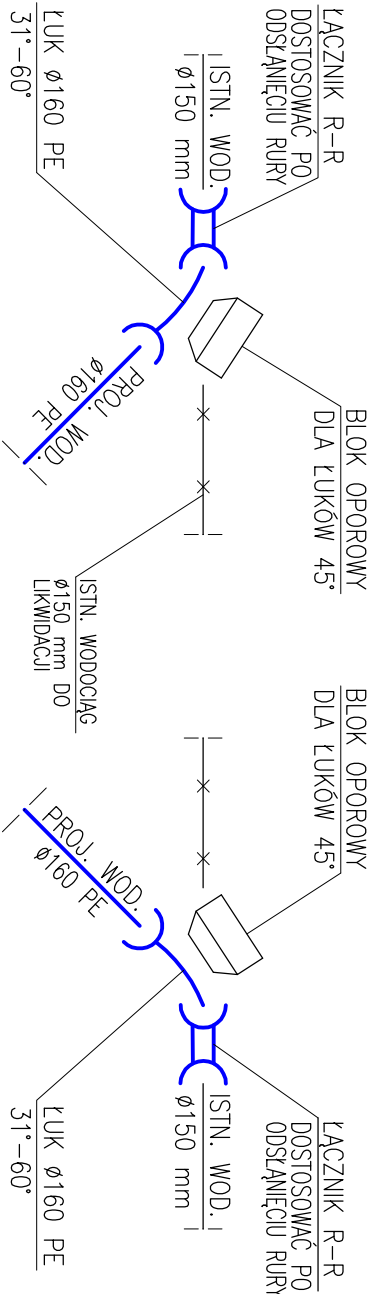 ŁĄCZNIK R-R
DOSTOSOWAĆ PO
ODSŁANIĘCIU RURY
ISTN. WOD.
ø150 mm
ŁUK ø160 PE
31°-60°
PROJ. WOD.
ø160 PE
BLOK OPOROWY
DLA ŁUKÓW 45°
ISTN. WODOCIĄG
ø150 mm DO
LIKWIDACJI
BLOK OPOROWY
DLA ŁUKÓW 45°
PROJ. WOD.
ø160 PE
ŁĄCZNIK R-R
DOSTOSOWAĆ PO
ODSŁANIĘCIU RURY
ISTN. WOD.
ø150 mm
ŁUK ø160 PE
31°-60°